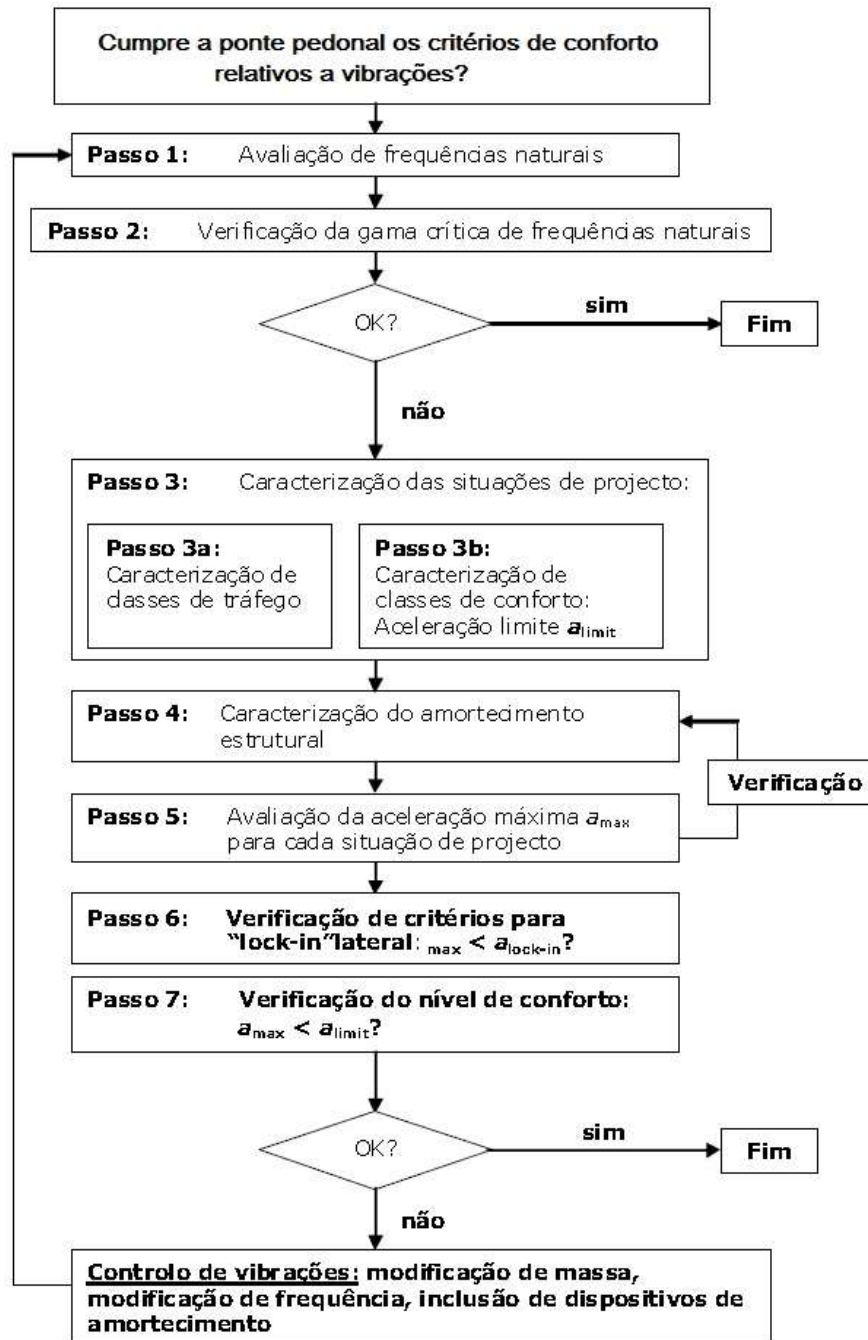 Cumpre a ponte pedonal os critérios de conforto
relativos a vibrações?
Passo 1: Avaliação de frequências naturais
Passo 2: Verificação da gama crítica de frequências naturais
OK?
sim
Fim
não
Passo 3: Caracterização das situações de projecto:
Passo 3a:
Caracterização de
classes de tráfego
Passo 3b:
Caracterização de
classes de conforto:
Aceleração limite alimit
Passo 4: Caracterização do amortecimento
estrutural
Verificação
Passo 5: Avaliação da aceleração máxima amax
para cada situação de projecto
Passo 6: Verificação de critérios para
“lock-in”lateral: max < alock-in?
Passo 7: Verificação do nível de conforto:
amax < alimit?
OK?
sim
Fim
não
Controlo de vibrações: modificação de massa,
modificação de frequência, inclusão de dispositivos de
amortecimento